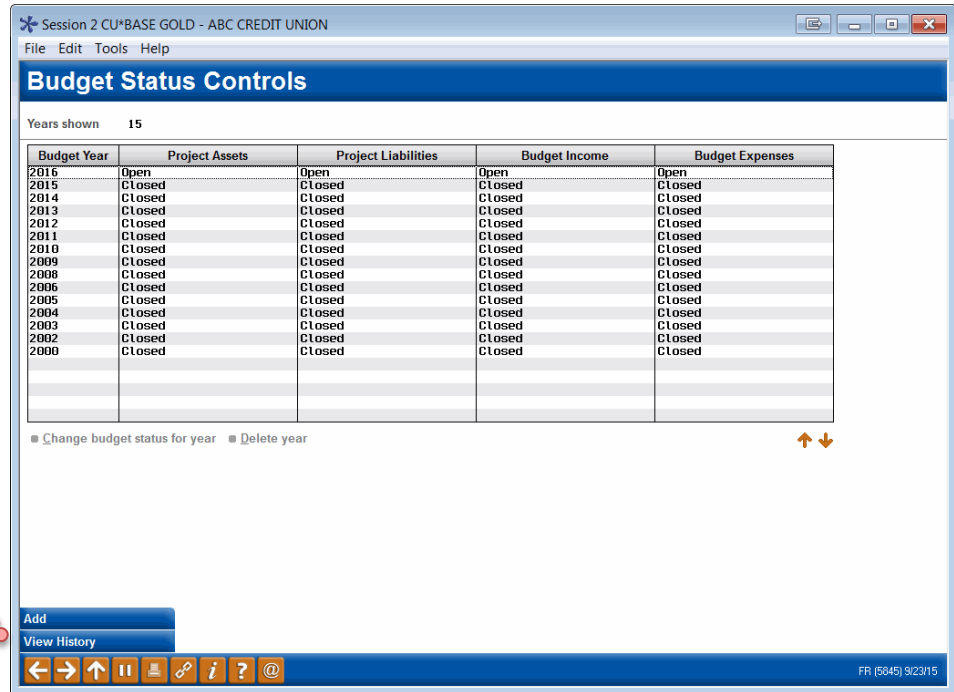 Session 2 CU*BASE GOLD - ABC CREDIT UNION
File Edit Tools Help
Budget Status Controls
Years shown 15
Budget Year Project Assets Project Liabilities Budget Income Budget Expenses
2016 Open Open Open Open
2015 Closed Closed Closed Closed
2014 Closed Closed Closed Closed
2013 Closed Closed Closed Closed
2012 Closed Closed Closed Closed
2011 Closed Closed Closed Closed
2010 Closed Closed Closed Closed
2009 Closed Closed Closed Closed
2008 Closed Closed Closed Closed
2006 Closed Closed Closed Closed
2005 Closed Closed Closed Closed
2004 Closed Closed Closed Closed
2003 Closed Closed Closed Closed
2002 Closed Closed Closed Closed
2000 Closed Closed Closed Closed
Change budget status for year Delete year
Add
View History
i ? @
FR (5845) 9/23/15